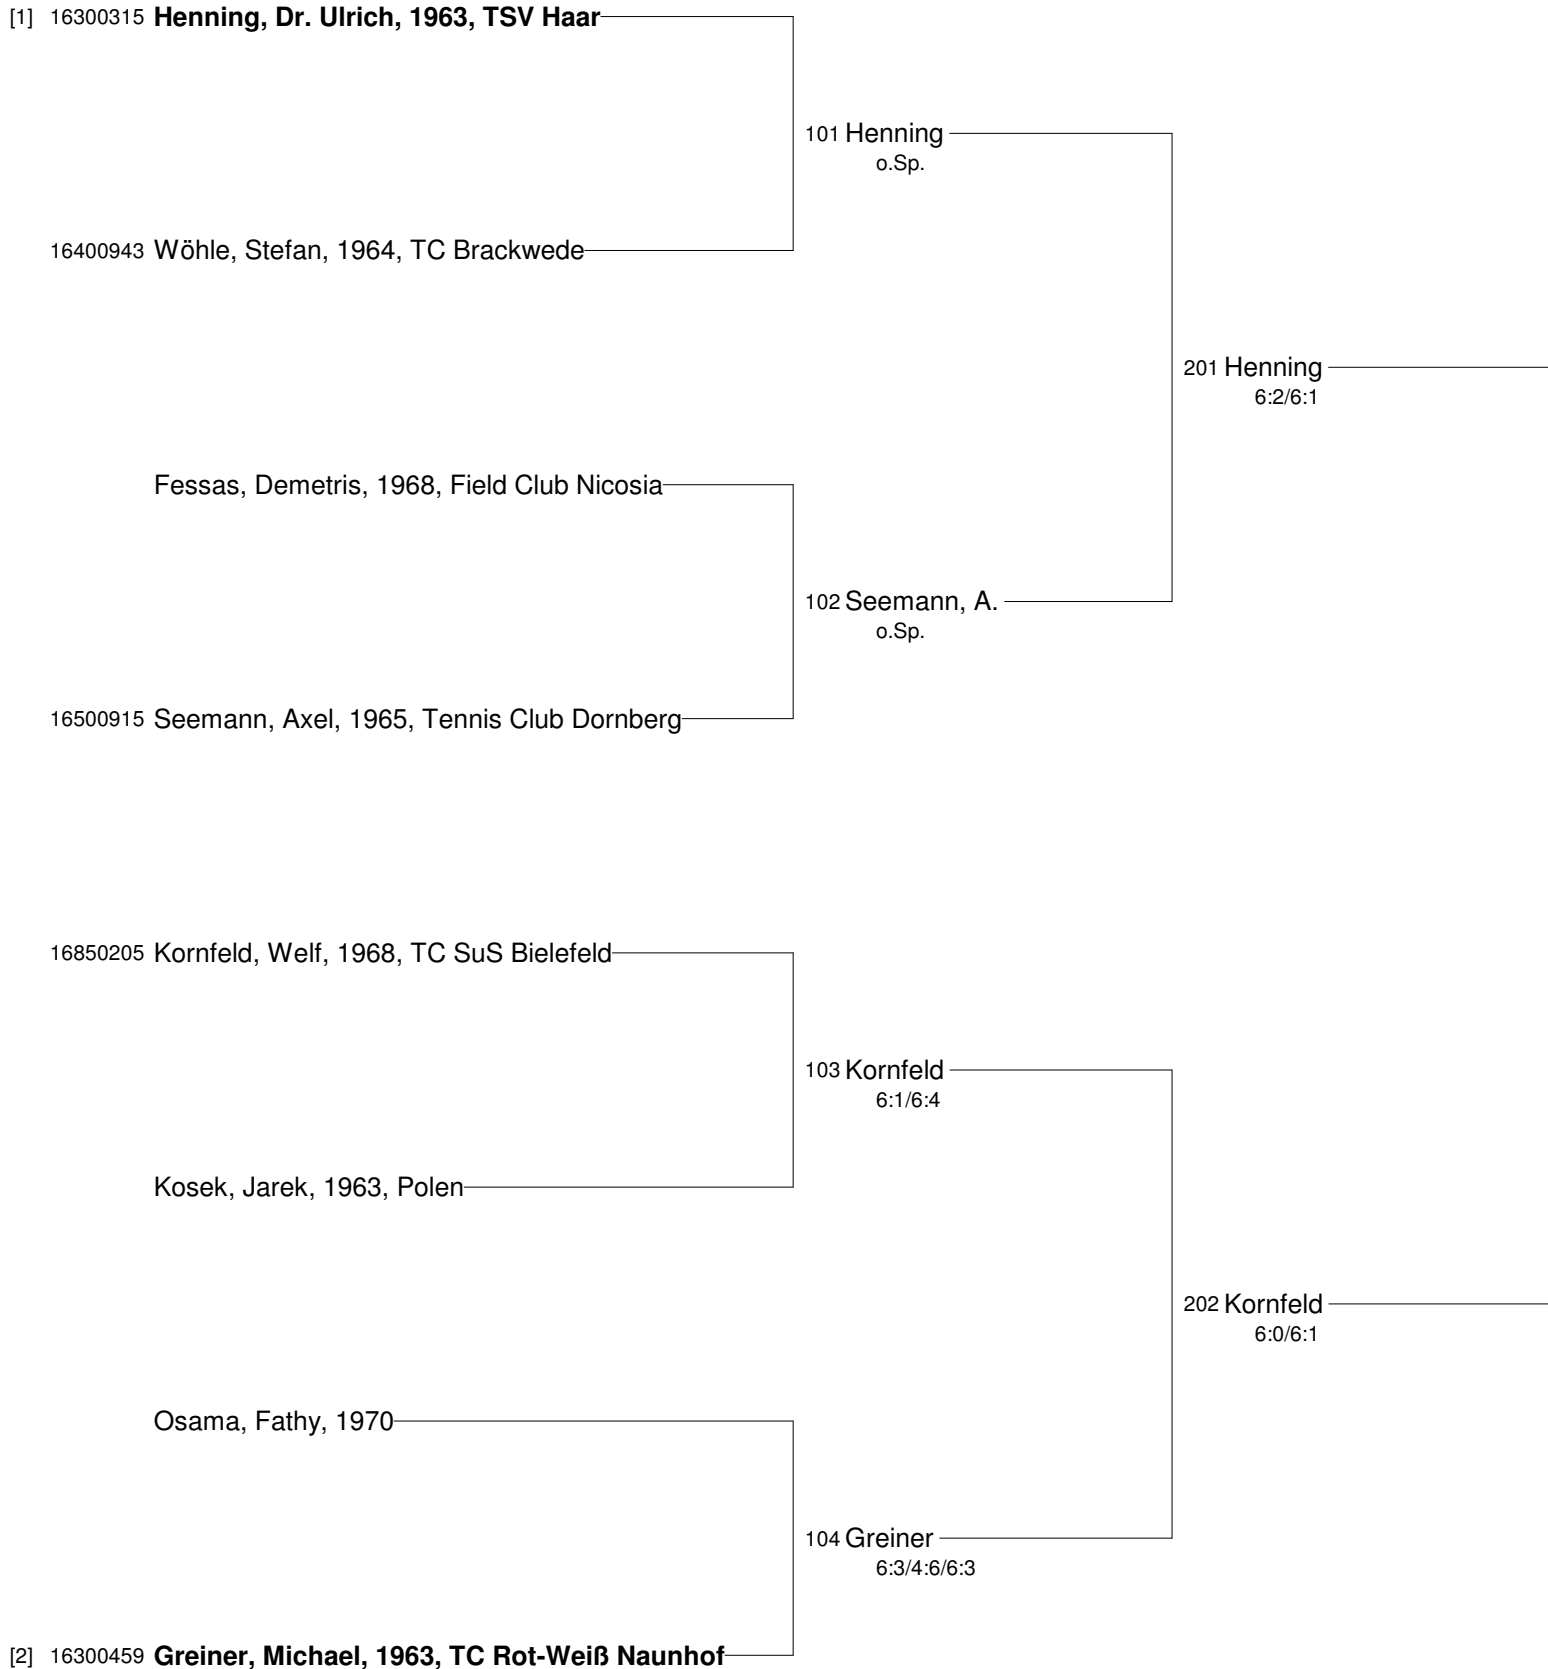 [1] 16300315 Henning, Dr. Ulrich, 1963, TSV Haar
101 Henning
o.Sp.
16400943 Wöhle, Stefan, 1964, TC Brackwede
201 Henning
6:2/6:1
Fessas, Demetris, 1968, Field Club Nicosia
102 Seemann, A.
o.Sp.
16500915 Seemann, Axel, 1965, Tennis Club Dornberg
16850205 Kornfeld, Welf, 1968, TC SuS Bielefeld
103 Kornfeld
6:1/6:4
Kosek, Jarek, 1963, Polen
202 Kornfeld
6:0/6:1
Osama, Fathy, 1970
104 Greiner
6:3/4:6/6:3
[2] 16300459 Greiner, Michael, 1963, TC Rot-Weiß Naunhof